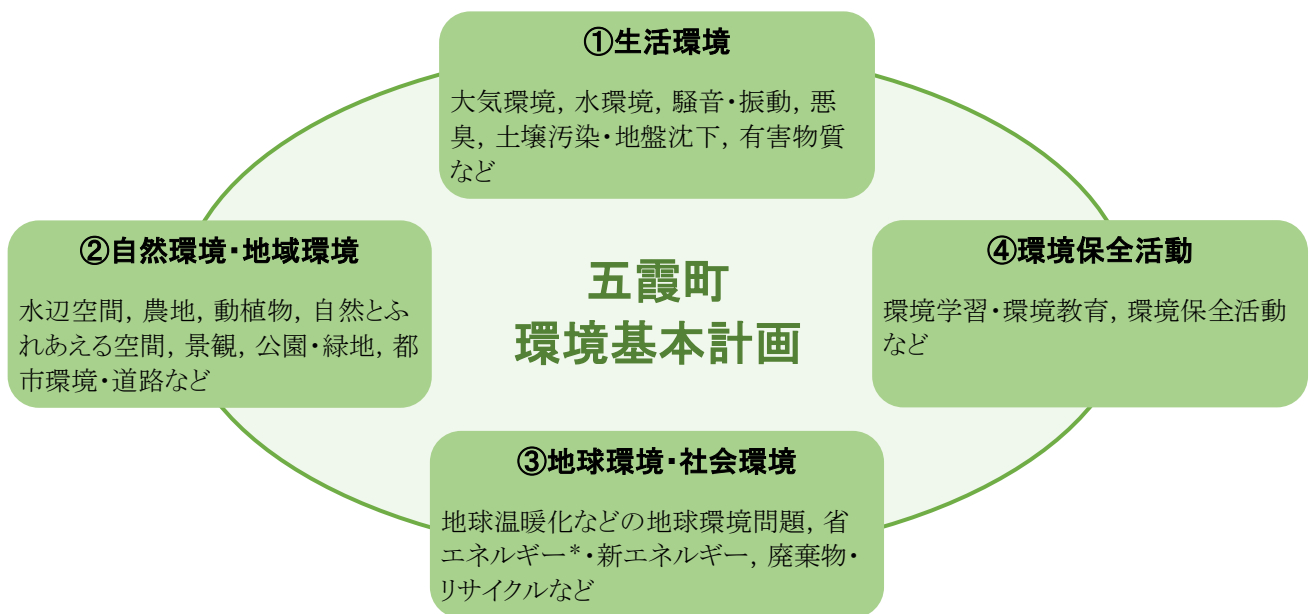 ①生活環境
大気環境, 水環境, 騒音・振動, 悪
臭, 土壌汚染・地盤沈下, 有害物質
など
②自然環境・地域環境
水辺空間, 農地, 動植物, 自然とふ
れあえる空間, 景観, 公園・緑地, 都
市環境・道路など
五霞町
環境基本計画
④環境保全活動
環境学習・環境教育, 環境保全活動
など
③地球環境・社会環境
地球温暖化などの地球環境問題, 省
エネルギー*・新エネルギー, 廃棄物・
リサイクルなど